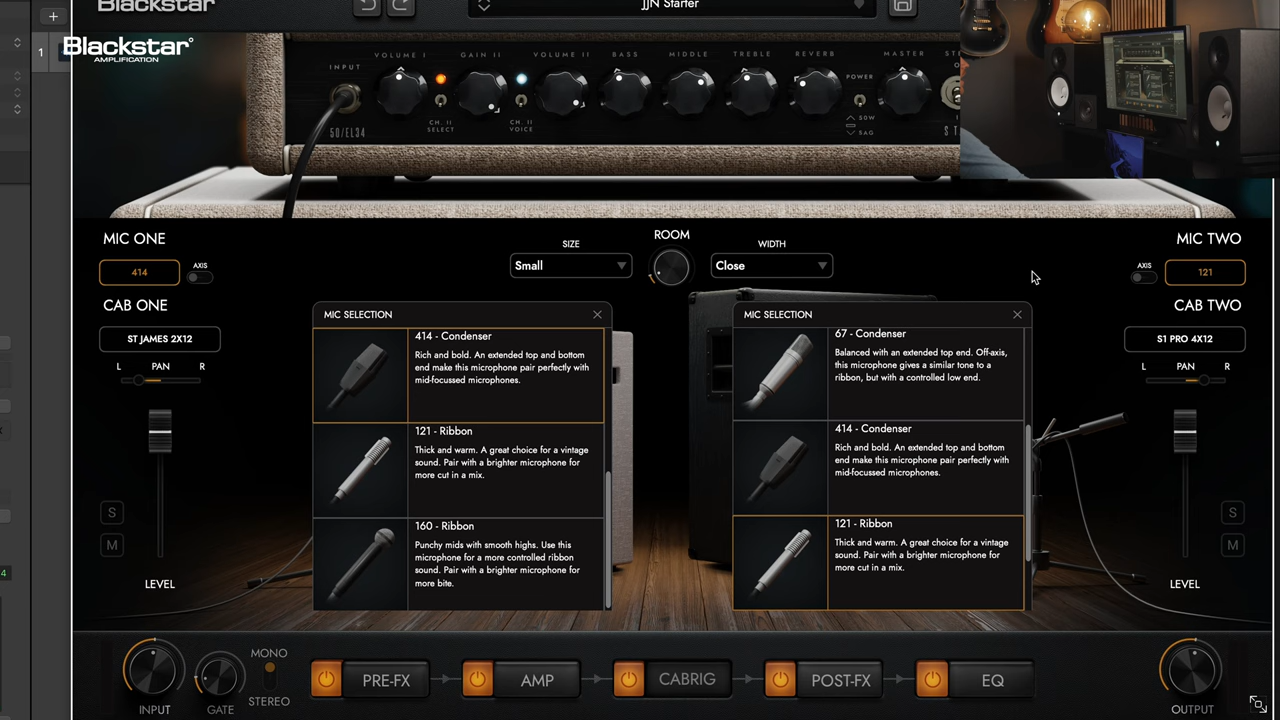 Blackstar
JJN Starter
1
Blackstar
AMPLIFICATION
VOLUME I
GAIN II
VOLUME II
BASS
MIDDLE
TREBLE
REVERB
MASTER
INPUT
POWER
CH. II
SELECT
CH. II
VOICE
50W
SAG
50/EL34
MIC ONE
414
AXIS
CAB ONE
ST JAMES 2X12
L PAN R
S
M
LEVEL
SIZE
Small
ROOM
WIDTH
Close
MIC TWO
AXIS
121
CAB TWO
S1 PRO 4X12
L PAN R
S
M
LEVEL
MIC SELECTION
414 - Condenser
Rich and bold. An extended top and bottom
end make this microphone pair perfectly with
mid-focussed microphones.
121 - Ribbon
Thick and warm. A great choice for a vintage
sound. Pair with a brighter microphone for
more cut in a mix.
160 - Ribbon
Punchy mids with smooth highs. Use this
microphone for a more controlled ribbon
sound. Pair with a brighter microphone for
more bite.
MIC SELECTION
67 - Condenser
Balanced with an extended top end. Off-axis,
this microphone gives a similar tone to a
ribbon, but with a controlled low end.
414 - Condenser
Rich and bold. An extended top and bottom
end make this microphone pair perfectly with
mid-focussed microphones.
121 - Ribbon
Thick and warm. A great choice for a vintage
sound. Pair with a brighter microphone for
more cut in a mix.
4
INPUT
GATE
MONO
STEREO
PRE-FX
AMP
CABRIG
POST-FX
EQ
OUTPUT